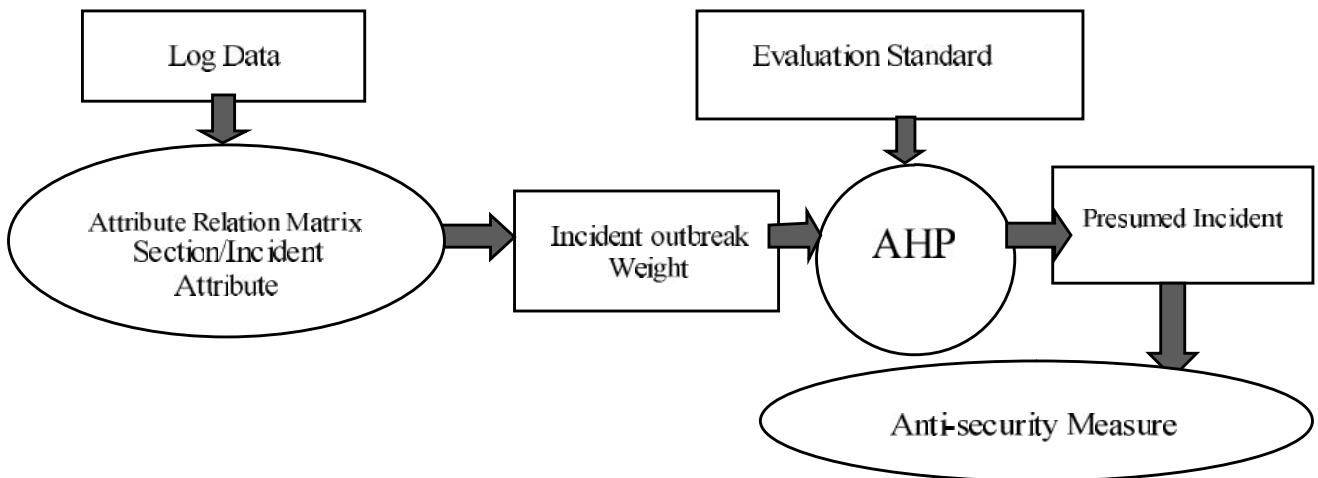 Log Data
Evaluation Standard
Attribute Relation Matrix
Section/Incident
Attribute
Incident outbreak
Weight
AHP
Presumed Incident
Anti-security Measure